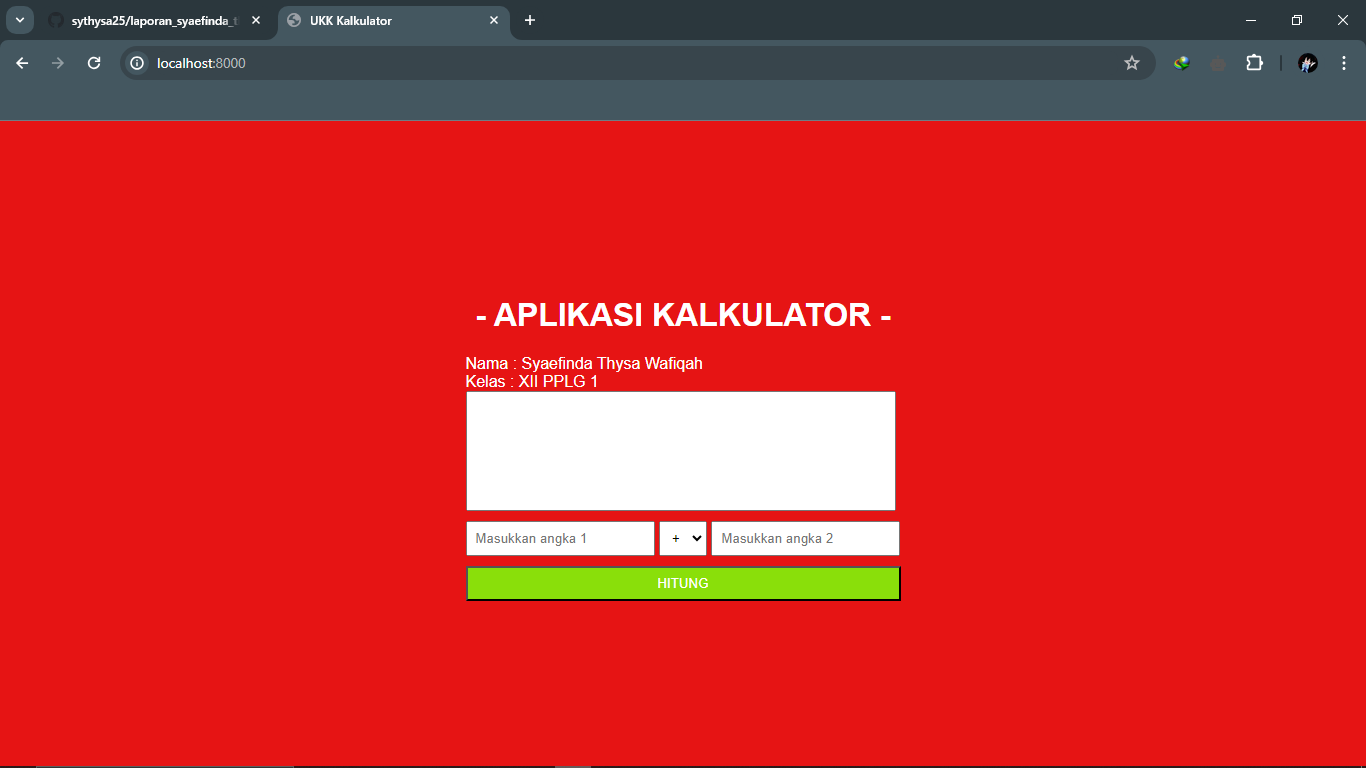 sythysa25/laporan_syaefinda_t
UKK Kalkulator
localhost:8000
- APLIKASI KALKULATOR -
Nama : Syaefinda Thysa Wafiqah
Kelas : XII PPLG 1
Masukkan angka 1 + Masukkan angka 2
HITUNG